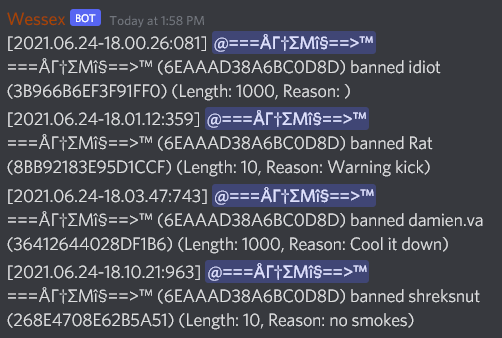 Wessex BOT Today at 1:58 PM
[2021.06.24-18.00.26:081] @===ÅΓ†ΣMî§==>™
===ÅΓ†ΣMî§==>™ (6EAAAD38A6BC0D8D) banned idiot
(3B966B6EF3F91FF0) (Length: 1000, Reason: )
[2021.06.24-18.01.12:359] @===ÅΓ†ΣMî§==>™
===ÅΓ†ΣMî§==>™ (6EAAAD38A6BC0D8D) banned Rat
(8BB92183E95D1CCF) (Length: 10, Reason: Warning kick)
[2021.06.24-18.03.47:743] @===ÅΓ†ΣMî§==>™
===ÅΓ†ΣMî§==>™ (6EAAAD38A6BC0D8D) banned damien.va
(36412644028DF1B6) (Length: 1000, Reason: Cool it down)
[2021.06.24-18.10.21:963] @===ÅΓ†ΣMî§==>™
===ÅΓ†ΣMî§==>™ (6EAAAD38A6BC0D8D) banned shreksnut
(268E4708E62B5A51) (Length: 10, Reason: no smokes)